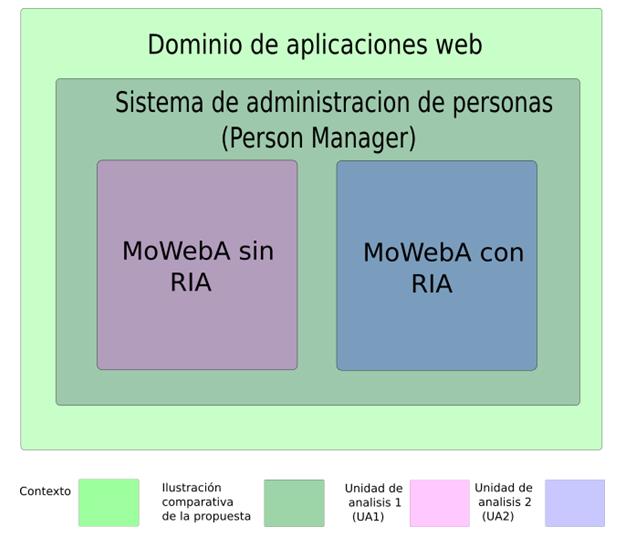 Dominio de aplicaciones web
Sistema de administracion de personas
(Person Manager)
MoWebA sin
RIA
MoWebA con
RIA
Contexto
Ilustración
comparativa
de la propuesta
Unidad de
analisis 1
(UA1)
Unidad de
analisis 2
(UA2)